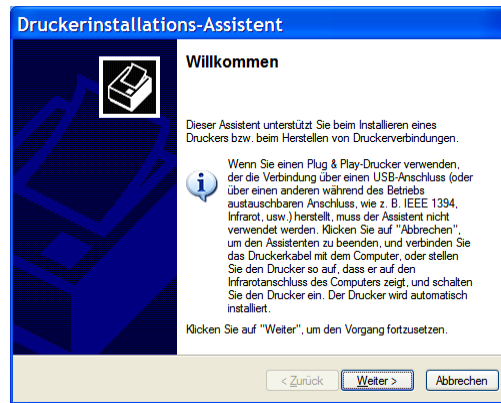 Druckerinstallations-Assistent
Willkommen
Dieser Assistent unterstützt Sie beim Installieren eines
Druckers bzw. beim Herstellen von Druckerverbindungen.
Wenn Sie einen Plug & Play-Drucker verwenden,
der die Verbindung über einen USB-Anschluss (oder
über einen anderen während des Betriebs
austauschbaren Anschluss, wie z. B. IEEE 1394,
Infrarot, usw.) herstellt, muss der Assistent nicht
verwendet werden. Klicken Sie auf "Abbrechen",
um den Assistenten zu beenden, und verbinden Sie
das Druckerkabel mit dem Computer, oder stellen
Sie den Drucker so auf, dass er auf den
Infrarotanschluss des Computers zeigt, und schalten
Sie den Drucker ein. Der Drucker wird automatisch
installiert.
Klicken Sie auf "Weiter", um den Vorgang fortzusetzen.
< Zurück Weiter > Abbrechen